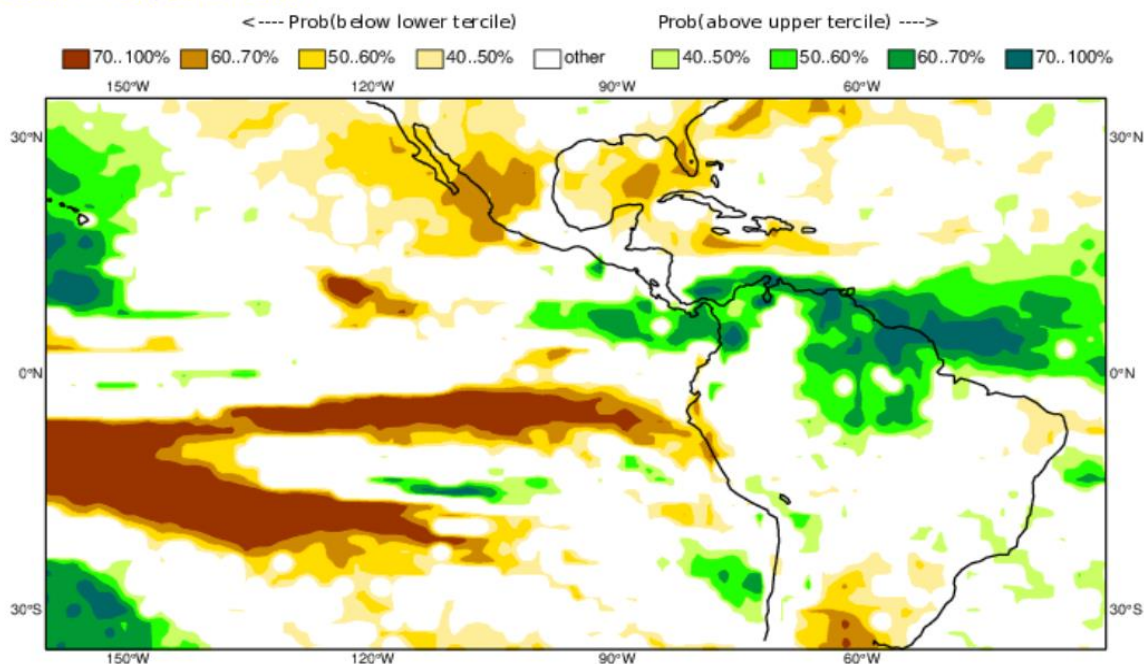 <---- Prob(below lower tercile) Prob(above upper tercile) ---->
70..100% 60..70% 50..60% 40..50% other 40..50% 50..60% 60..70% 70..100%
150°W 120°W 90°W 60°W
30°N 30°N
0°N 0°N
30°S 30°S
150°W 120°W 90°W 60°W